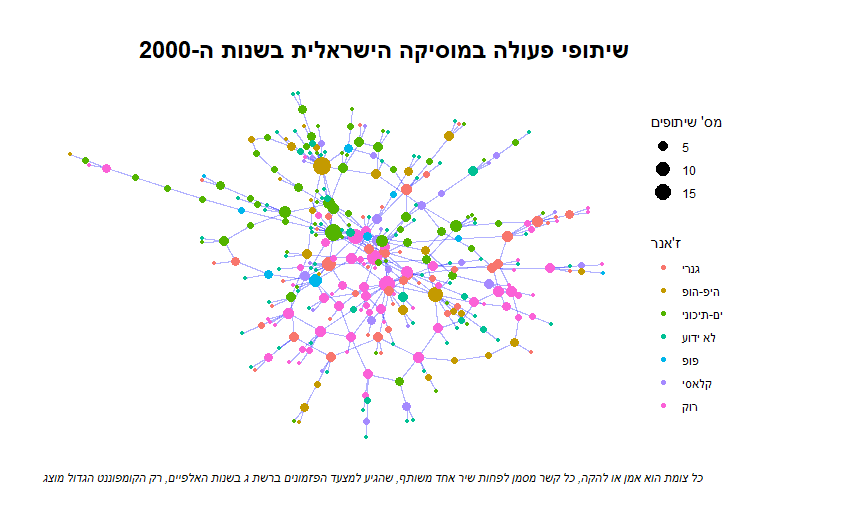 שיתופי פעולה במוסיקה הישראלית בשנות ה-2000
מס' שיתופים
5
10
15
ז'אנר
גנרי
היפ-הופ
ים-תיכוני
לא ידוע
פופ
קלאסי
רוק
כל צומת הוא אמן או להקה, כל קשר מסמן לפחות שיר אחד משותף, שהגיע למצעד הפזמונים ברשת ג בשנות האלפיים, רק הקומפוננט הגדול מוצג